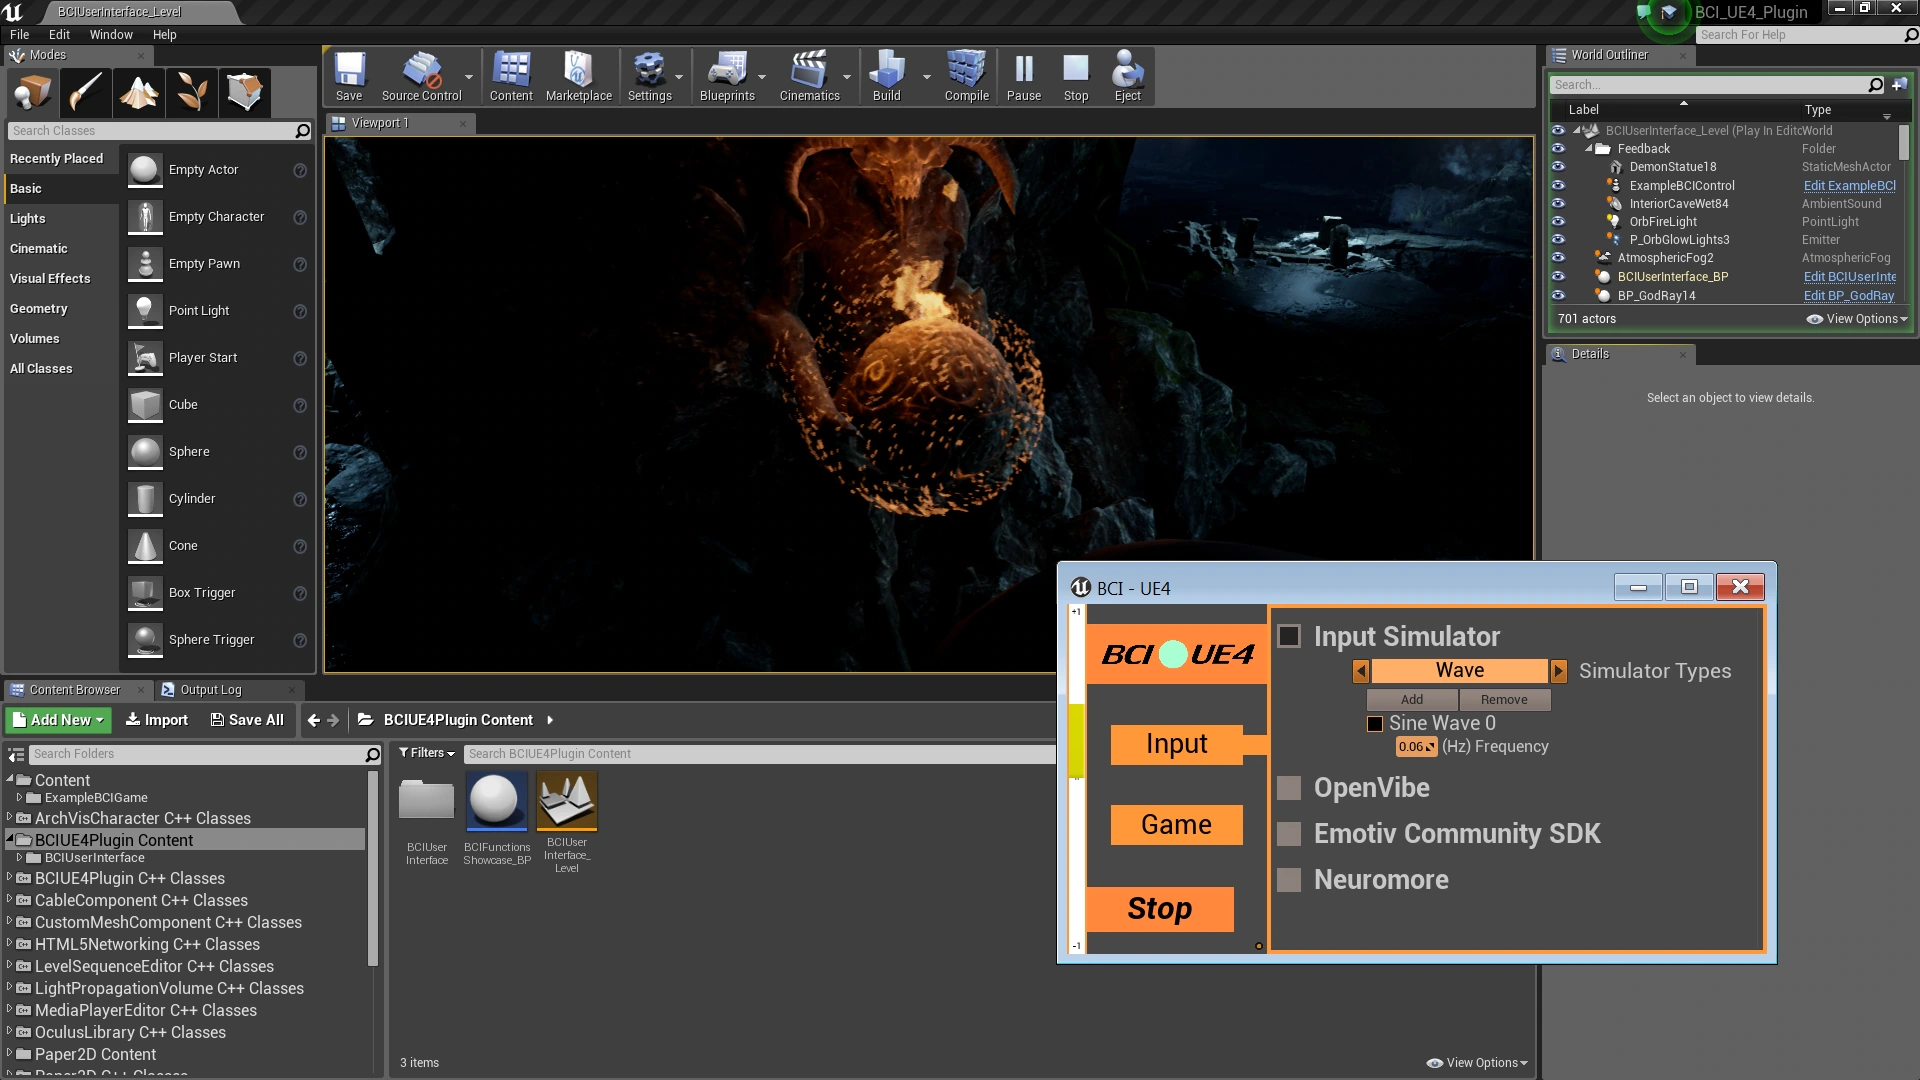 BCIUserInterface_Level
BCI_UE4_Plugin
File Edit Window Help
Search For Help
Modes
Search Classes
Recently Placed
Basic
Lights
Cinematic
Visual Effects
Geometry
Volumes
All Classes
Empty Actor
Empty Character
Empty Pawn
Point Light
Player Start
Cube
Sphere
Cylinder
Cone
Box Trigger
Sphere Trigger
Save
Source Control
Content
Marketplace
Settings
Blueprints
Cinematics
Build
Compile
Pause
Stop
Eject
Viewport 1
World Outliner
Search...
Label Type
BCIUserInterface_Level (Play In Editc World
Feedback Folder
DemonStatue18 StaticMeshActor
ExampleBCIControl Edit ExampleBCI
InteriorCaveWet84 AmbientSound
OrbFireLight PointLight
P_OrbGlowLights3 Emitter
AtmosphericFog2 AtmosphericFog
BCIUserInterface_BP Edit BCIUserInte
BP_GodRay14 Edit BP_GodRay
701 actors View Options
Details
Select an object to view details.
Content Browser Output Log
Add New Import Save All BCIUE4Plugin Content
Search Folders
Content
ExampleBCIGame
ArchVisCharacter C++ Classes
BCIUE4Plugin Content
BCIUserInterface
BCIUE4Plugin C++ Classes
CableComponent C++ Classes
CustomMeshComponent C++ Classes
HTML5Networking C++ Classes
LevelSequenceEditor C++ Classes
LightPropagationVolume C++ Classes
MediaPlayerEditor C++ Classes
OculusLibrary C++ Classes
Paper2D Content
Paper2D C++ Classes
Filters Search BCIUE4Plugin Content
BCIUser
Interface
BCIFunctions
Showcase_BP
BCIUser
Interface_
Level
3 items
View Options
BCI - UE4
+1
BCI UE4
Input
Game
Stop
-1
Input Simulator
Wave Simulator Types
Add Remove
Sine Wave 0
0.06 (Hz) Frequency
OpenVibe
Emotiv Community SDK
Neuromore